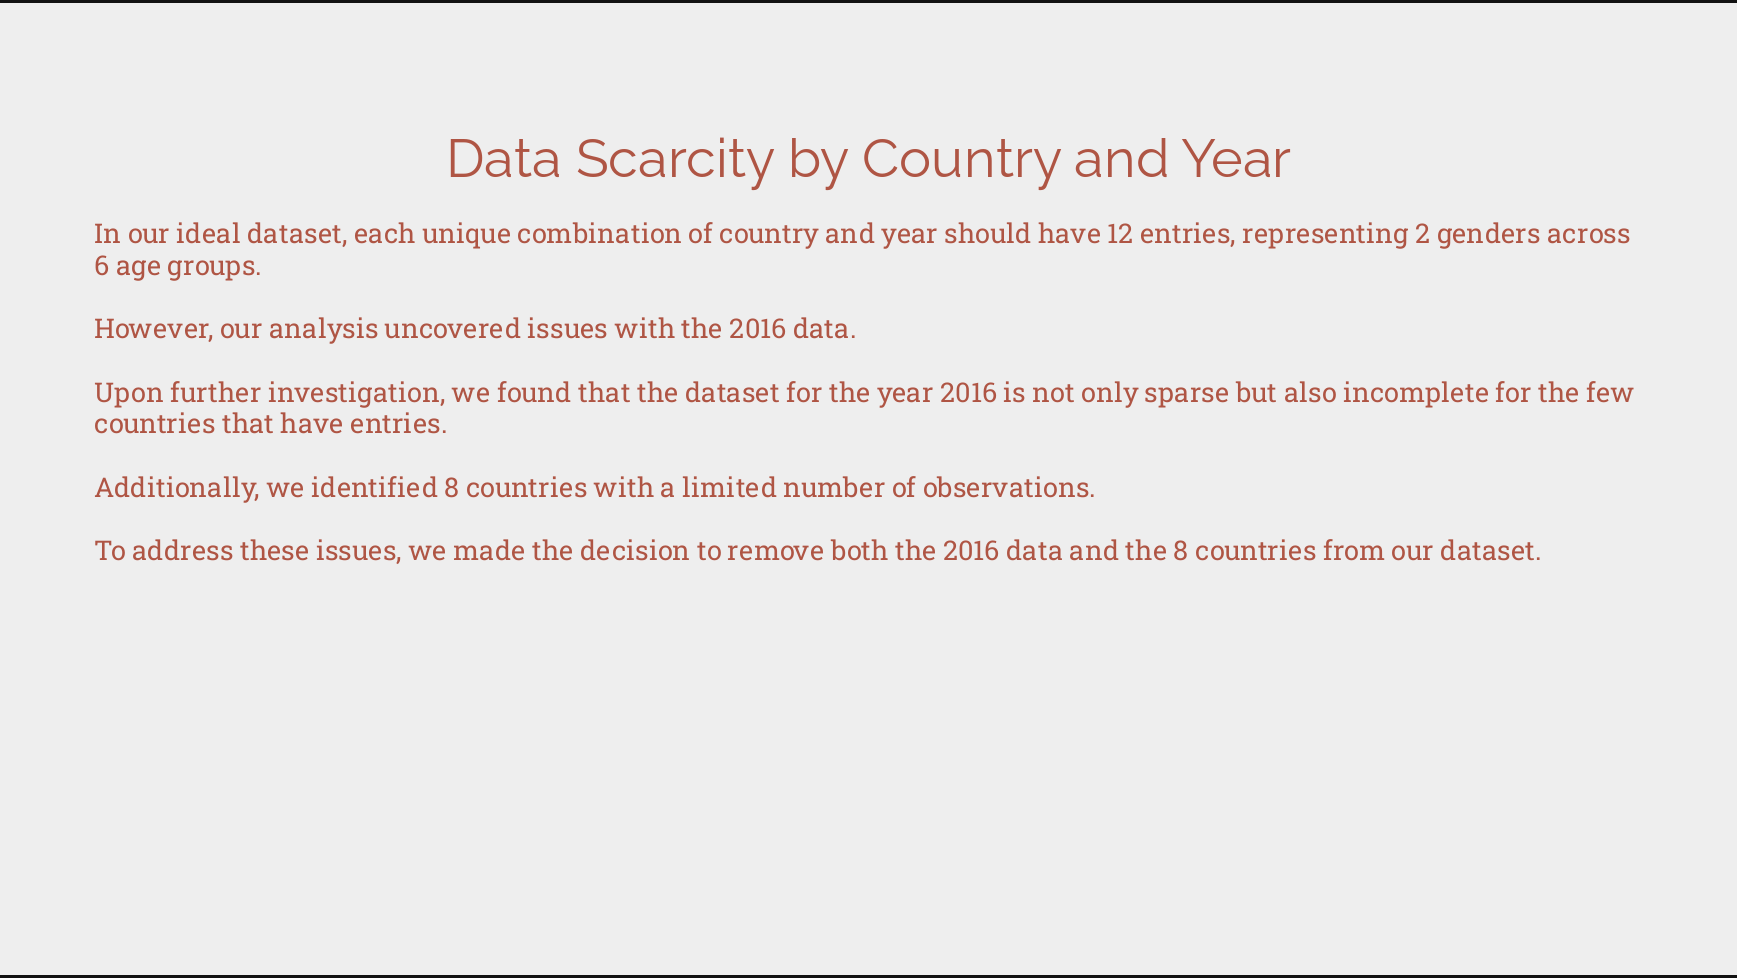 Data Scarcity by Country and Year
In our ideal dataset, each unique combination of country and year should have 12 entries, representing 2 genders across
6 age groups.
However, our analysis uncovered issues with the 2016 data.
Upon further investigation, we found that the dataset for the year 2016 is not only sparse but also incomplete for the few
countries that have entries.
Additionally, we identified 8 countries with a limited number of observations.
To address these issues, we made the decision to remove both the 2016 data and the 8 countries from our dataset.